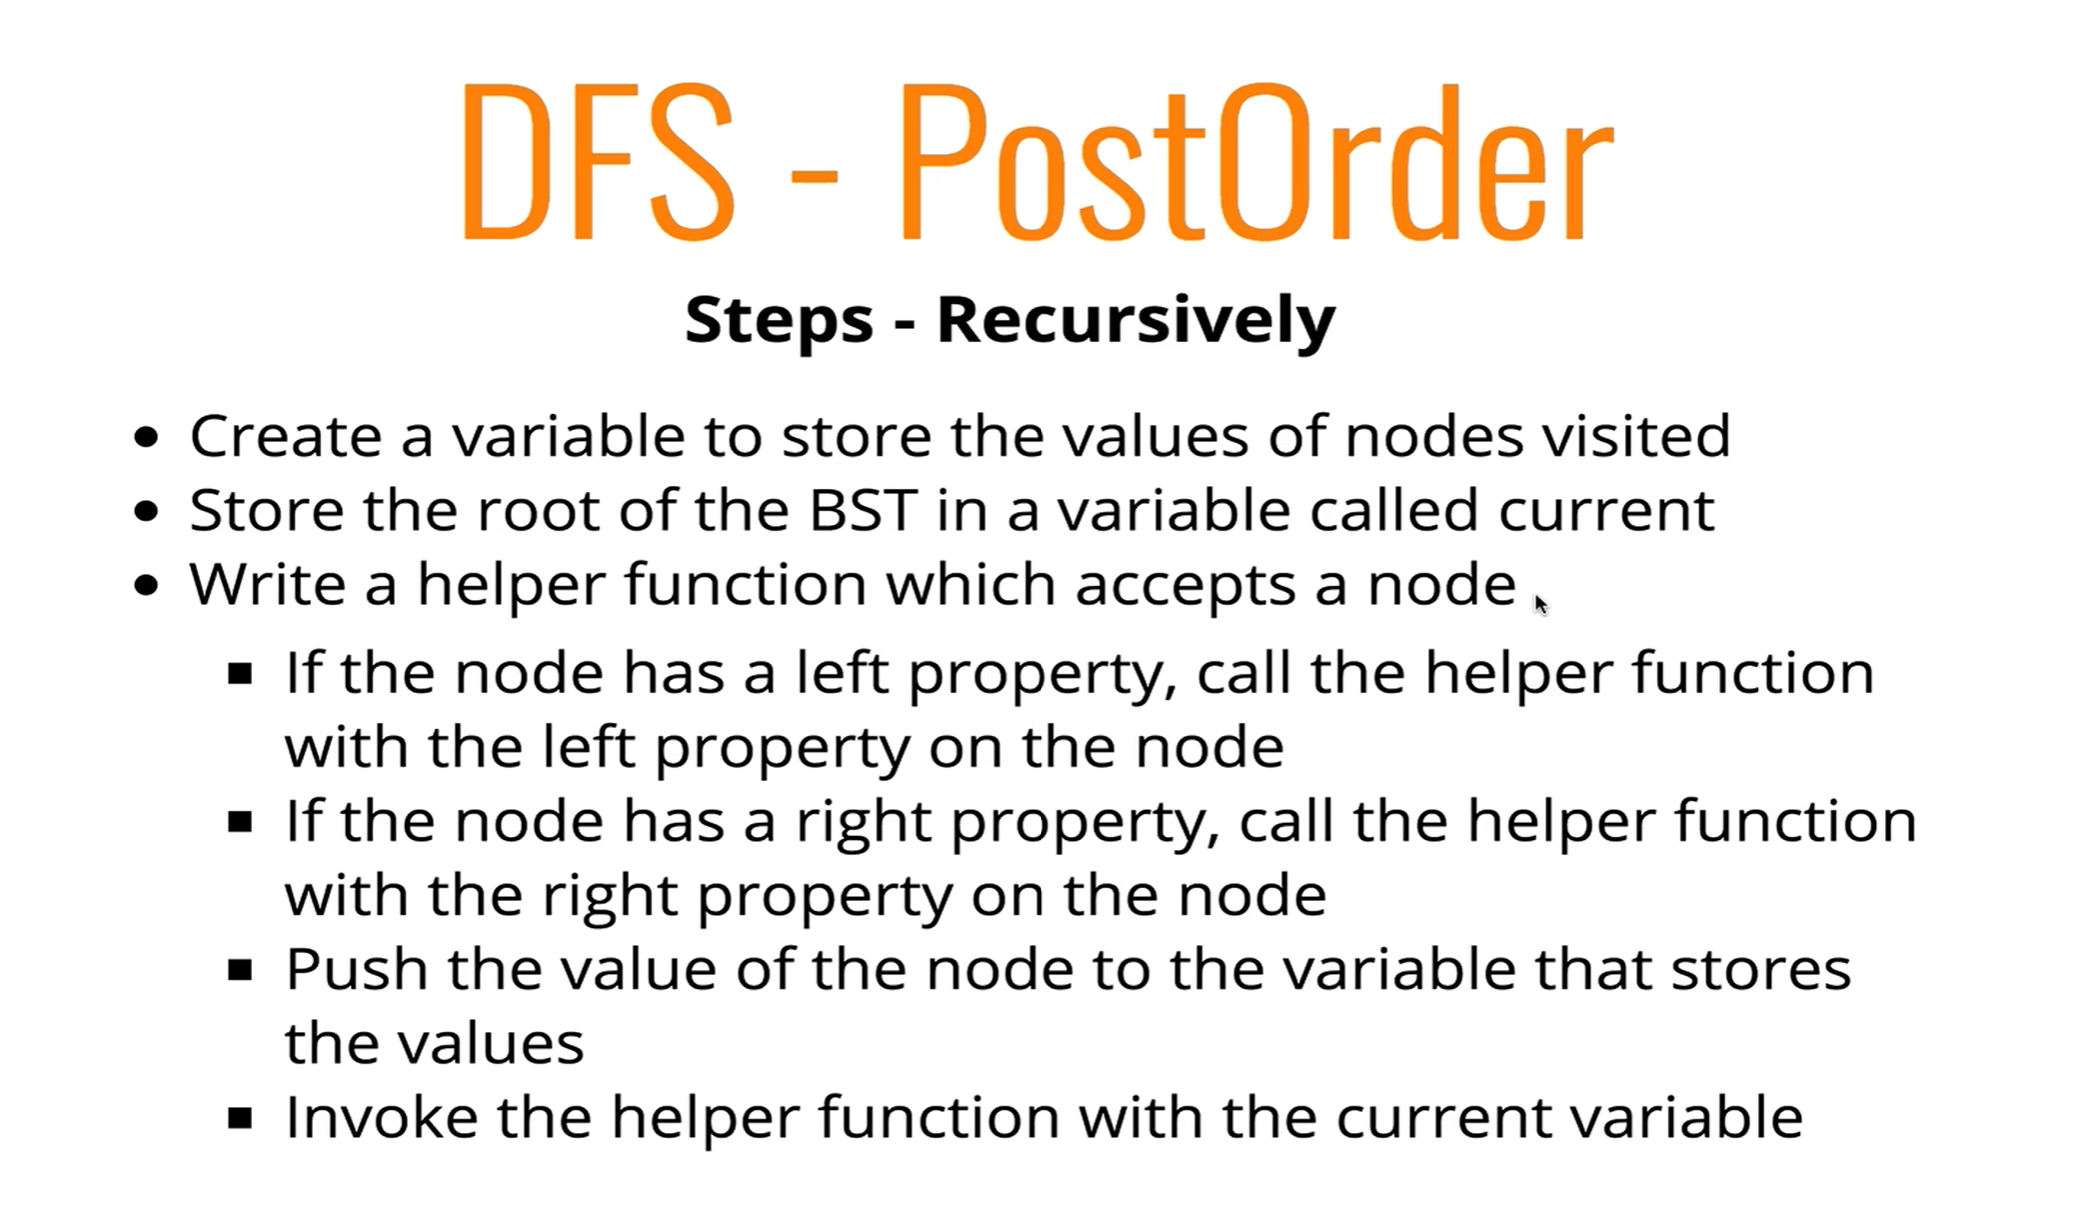 DFS - PostOrder
Steps - Recursively
Create a variable to store the values of nodes visited
Store the root of the BST in a variable called current
Write a helper function which accepts a node
If the node has a left property, call the helper function
with the left property on the node
If the node has a right property, call the helper function
with the right property on the node
Push the value of the node to the variable that stores
the values
Invoke the helper function with the current variable